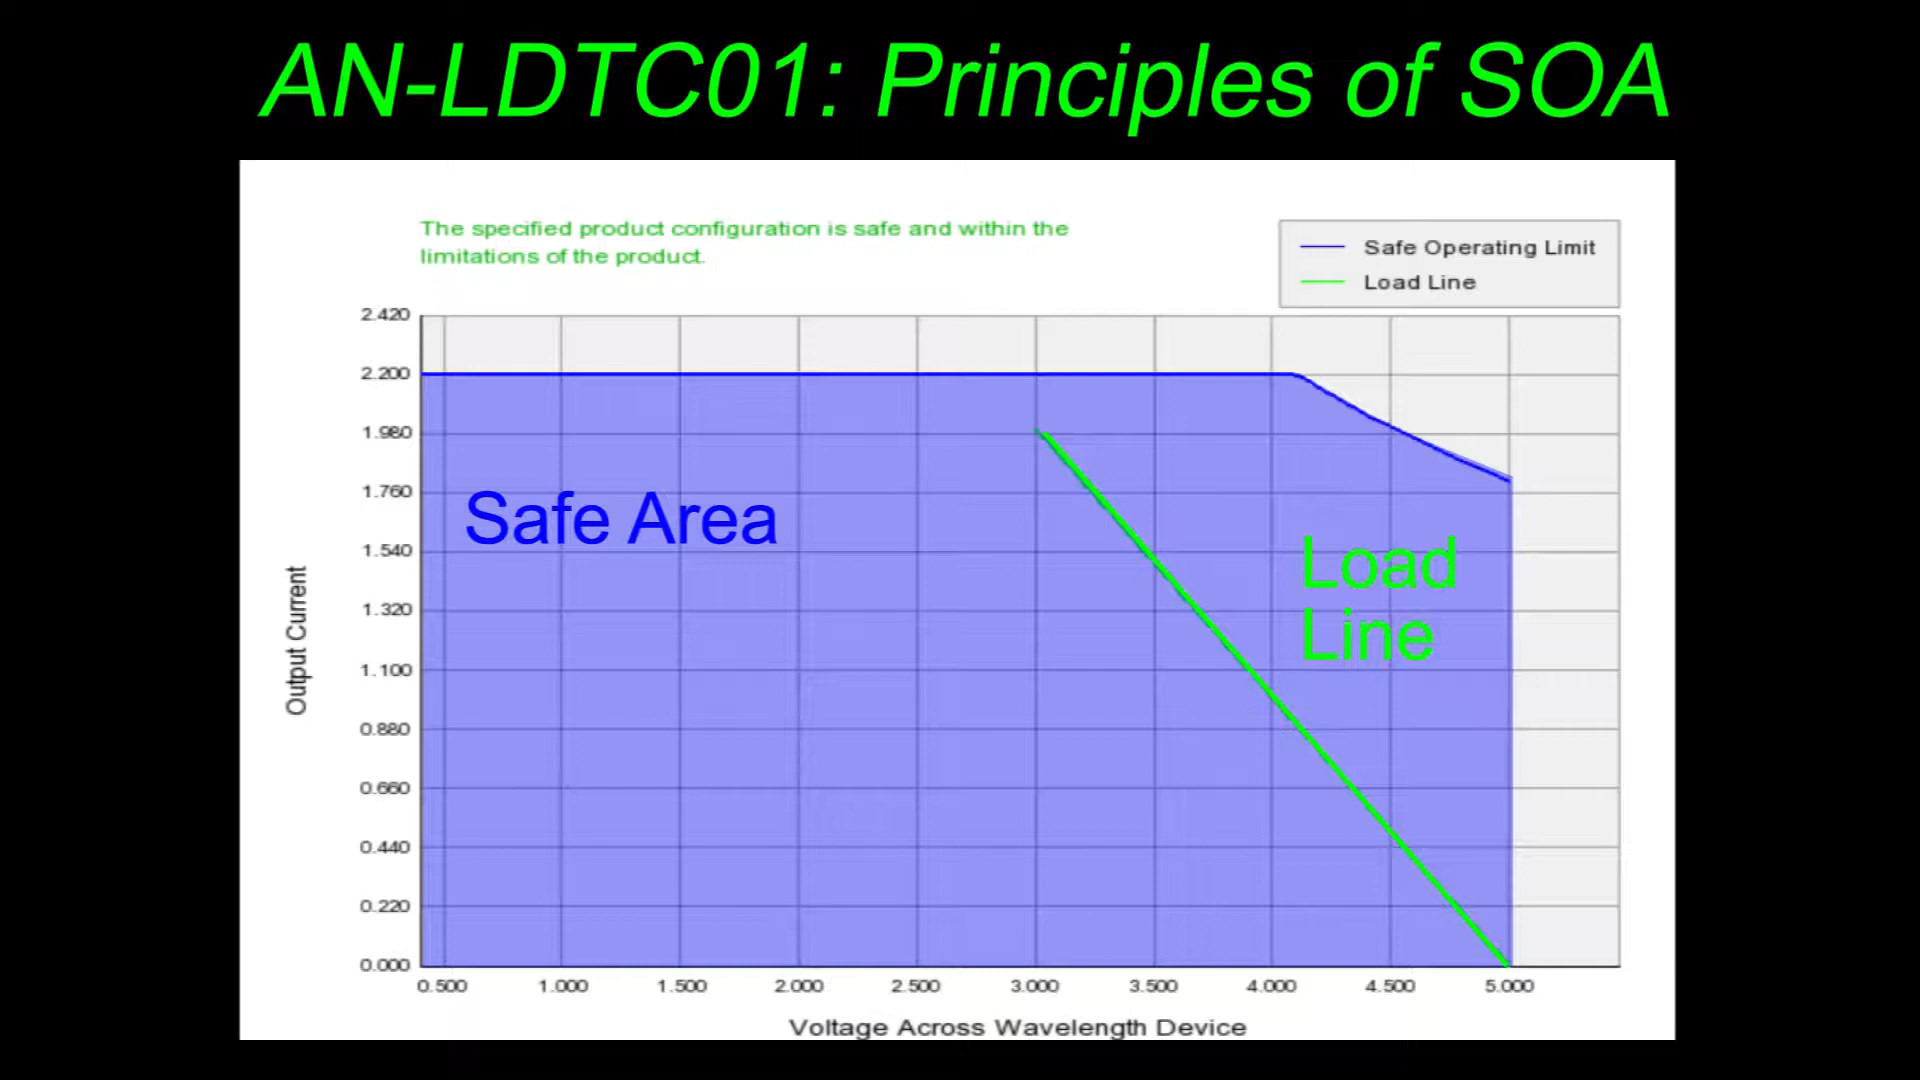 AN-LDTC01: Principles of SOA
The specified product configuration is safe and within the
limitations of the product.
Safe Operating Limit
Load Line
2.420
2.200
1.980
1.760
1.540
1.320
1.100
0.880
0.660
0.440
0.220
0.000
Output Current
Safe Area
Load
Line
0.500 1.000 1.500 2.000 2.500 3.000 3.500 4.000 4.500 5.000
Voltage Across Wavelength Device